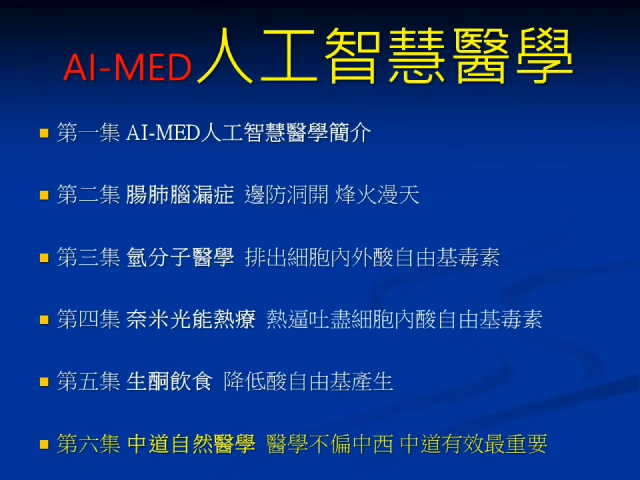 AI-MED人工智慧醫學
第一集 AI-MED人工智慧醫學簡介
第二集 腸肺腦漏症 邊防洞開 烽火漫天
第三集 氫分子醫學 排出細胞內外酸自由基毒素
第四集 奈米光能熱療 熱逼吐盡細胞內酸自由基毒素
第五集 生酮飲食 降低酸自由基產生
第六集 中道自然醫學 醫學不偏中西 中道有效最重要